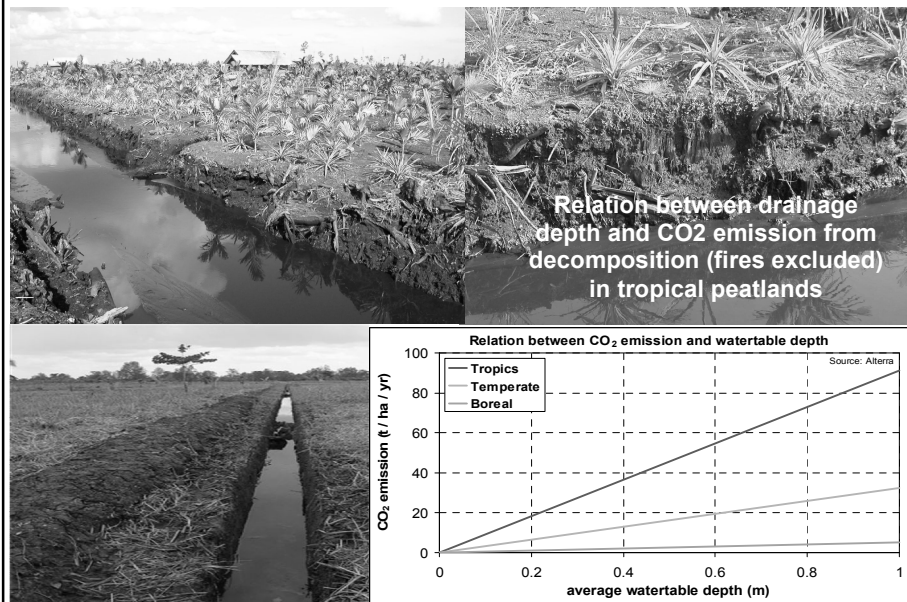 Relation between drainage
depth and CO2 emission from
decomposition (fires excluded)
in tropical peatlands
Relation between CO₂ emission and watertable depth
Source: Alterra
Tropics
Temperate
Boreal
CO₂ emission (t / ha / yr)
100
80
60
40
20
0
0
0.2
0.4
0.6
0.8
1
average watertable depth (m)